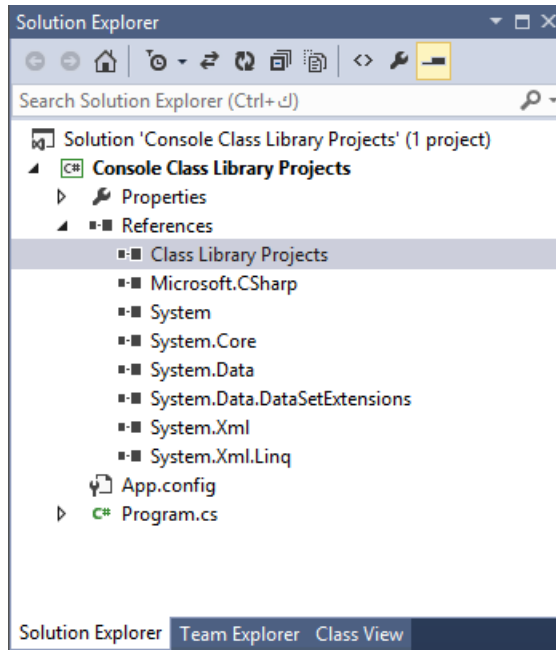 Solution Explorer
Search Solution Explorer (Ctrl+ك)
Solution 'Console Class Library Projects' (1 project)
C# Console Class Library Projects
Properties
References
Class Library Projects
Microsoft.CSharp
System
System.Core
System.Data
System.Data.DataSetExtensions
System.Xml
System.Xml.Linq
App.config
C# Program.cs
Solution Explorer Team Explorer Class View